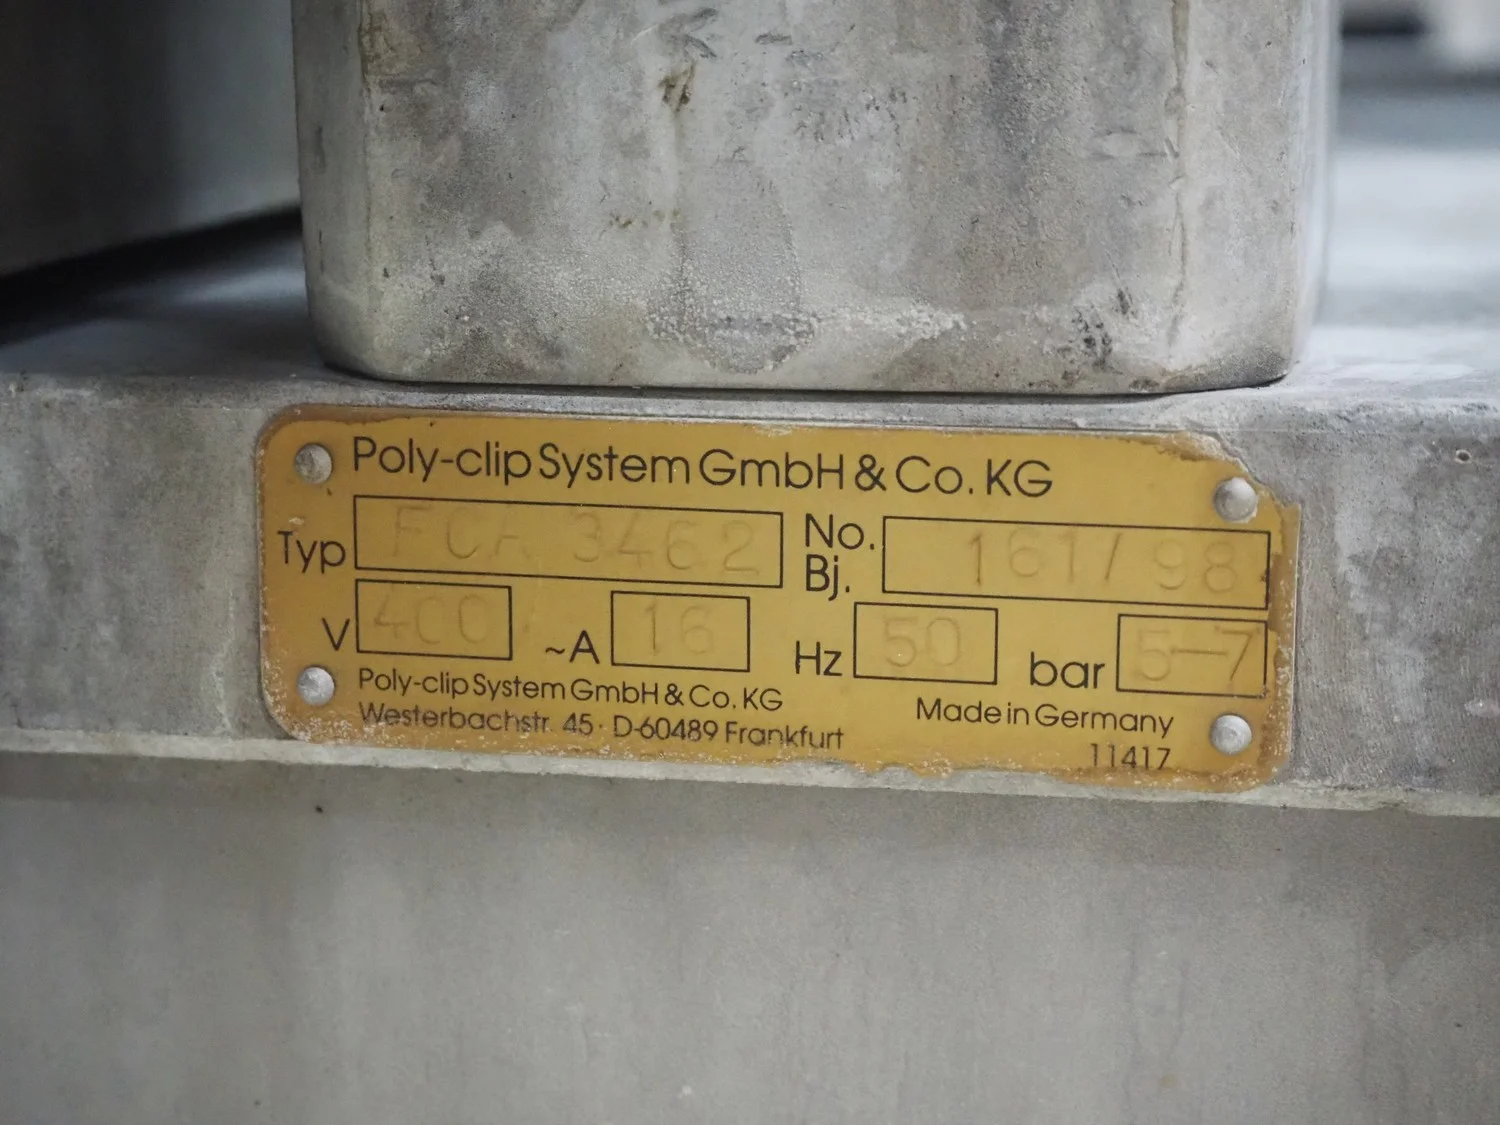 Poly-clip System GmbH & Co. KG
Typ FCA 3462 No. Bj. 161/98
V 400 ~A 16 Hz 50 bar 5-7
Poly-clip System GmbH & Co. KG
Westerbachstr. 45 · D-60489 Frankfurt
Made in Germany
11417